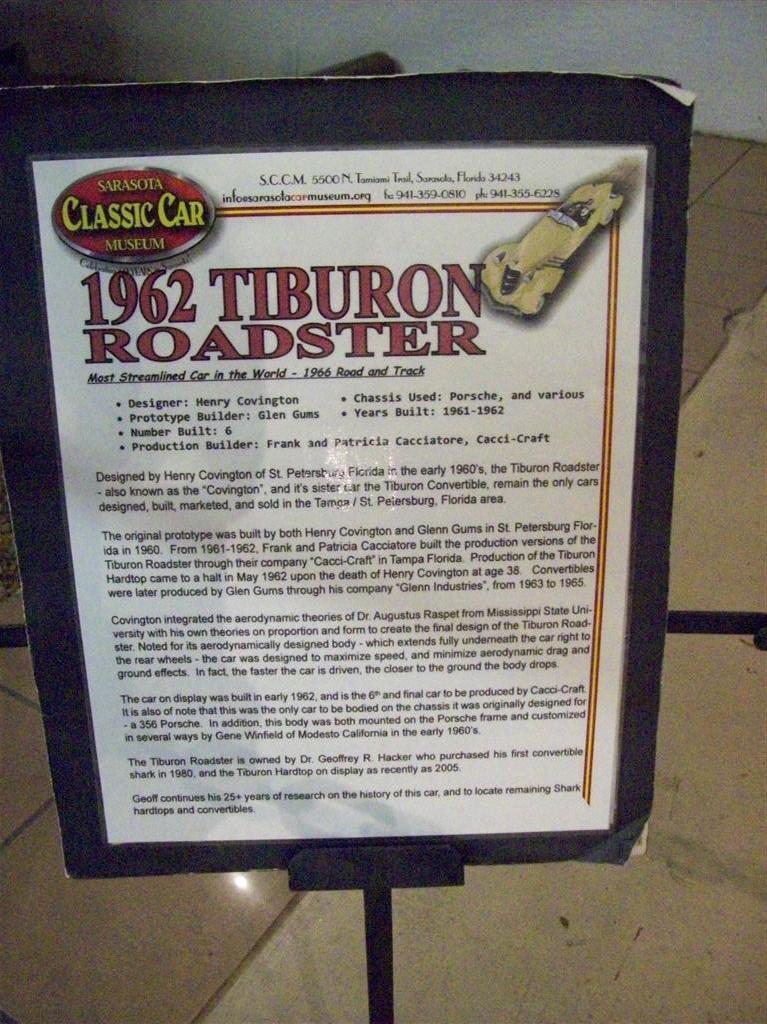 SARASOTA
CLASSIC CAR
MUSEUM
S.C.C.M. 5500 N. Tamiami Trail, Sarasota, Florida 34243
info@sarasotacarmuseum.org fx: 941-359-0810 ph: 941-355-6228
1962 TIBURON
ROADSTER
Most Streamlined Car in the World - 1966 Road and Track
• Designer: Henry Covington
• Prototype Builder: Glen Gums
• Number Built: 6
• Chassis Used: Porsche, and various
• Years Built: 1961-1962
• Production Builder: Frank and Patricia Cacciatore, Cacci-Craft
Designed by Henry Covington of St. Petersburg Florida in the early 1960's, the Tiburon Roadster
- also known as the "Covington", and it's sister car the Tiburon Convertible, remain the only cars
designed, built, marketed, and sold in the Tampa / St. Petersburg, Florida area.
The original prototype was built by both Henry Covington and Glenn Gums in St. Petersburg Flor-
ida in 1960. From 1961-1962, Frank and Patricia Cacciatore built the production versions of the
Tiburon Roadster through their company "Cacci-Craft" in Tampa Florida. Production of the Tiburon
Hardtop came to a halt in May 1962 upon the death of Henry Covington at age 38. Convertibles
were later produced by Glen Gums through his company "Glenn Industries", from 1963 to 1965.
Covington integrated the aerodynamic theories of Dr. Augustus Raspet from Mississippi State Uni-
versity with his own theories on proportion and form to create the final design of the Tiburon Road-
ster. Noted for its aerodynamically designed body - which extends fully underneath the car right to
the rear wheels - the car was designed to maximize speed, and minimize aerodynamic drag and
ground effects. In fact, the faster the car is driven, the closer to the ground the body drops.
The car on display was built in early 1962, and is the 6th and final car to be produced by Cacci-Craft.
It is also of note that this was the only car to be bodied on the chassis it was originally designed for
- a 356 Porsche. In addition, this body was both mounted on the Porsche frame and customized
in several ways by Gene Winfield of Modesto California in the early 1960's.
The Tiburon Roadster is owned by Dr. Geoffrey R. Hacker who purchased his first convertible
shark in 1980, and the Tiburon Hardtop on display as recently as 2005.
Geoff continues his 25+ years of research on the history of this car, and to locate remaining Shark
hardtops and convertibles.